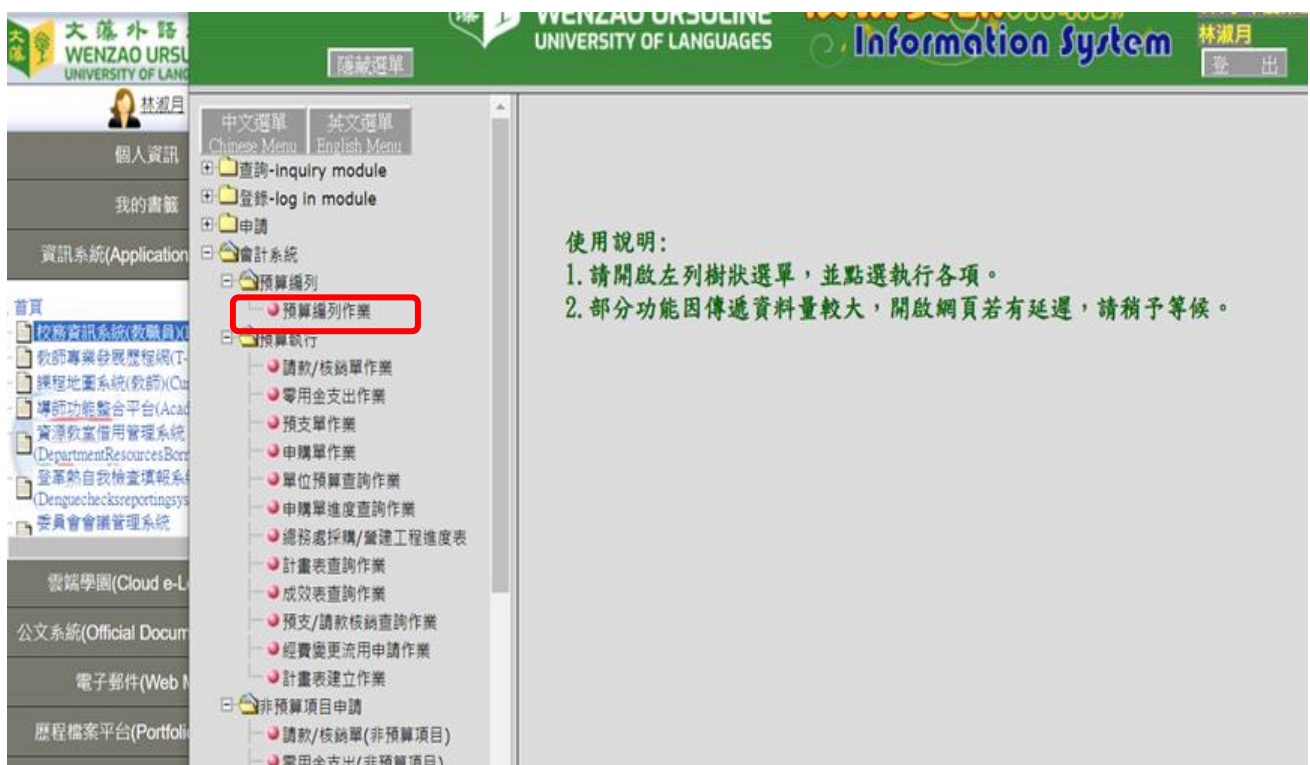 文藻外語
WENZAO URSU
UNIVERSITY OF LANG
隱藏選單
WENZAO URSULINE
UNIVERSITY OF LANGUAGES
Information System
林淑月
登 出
林淑月
個人資訊
我的書籤
資訊系統(Application
首頁
校務資訊系統(教職員)(I
教師專業發展歷程網(T-
課程地圖系統(教師)(Cu
導師功能整合平台(Acad
資源教室借用管理系統
(DepartmentResourcesBorr
登革熱自我檢查填報系統
(Denguechecksreportingsys
委員會會議管理系統
雲端學園(Cloud e-L
公文系統(Official Docum
電子郵件(Web M
歷程檔案平台(Portfoli
中文選單 英文選單
Chinese Menu English Menu
查詢-inquiry module
登錄-log in module
申請
會計系統
預算編列
預算編列作業
預算執行
請款/核銷單作業
零用金支出作業
預支單作業
申購單作業
單位預算查詢作業
申購單進度查詢作業
總務處採購/營建工程進度表
計畫表查詢作業
成效表查詢作業
預支/請款核銷查詢作業
經費變更流用申請作業
計畫表建立作業
非預算項目申請
請款/核銷單(非預算項目)
零用金支出(非預算項目)
使用說明:
1. 請開啟左列樹狀選單，並點選執行各項。
2. 部分功能因傳遞資料量較大，開啟網頁若有延遲，請稍予等候。